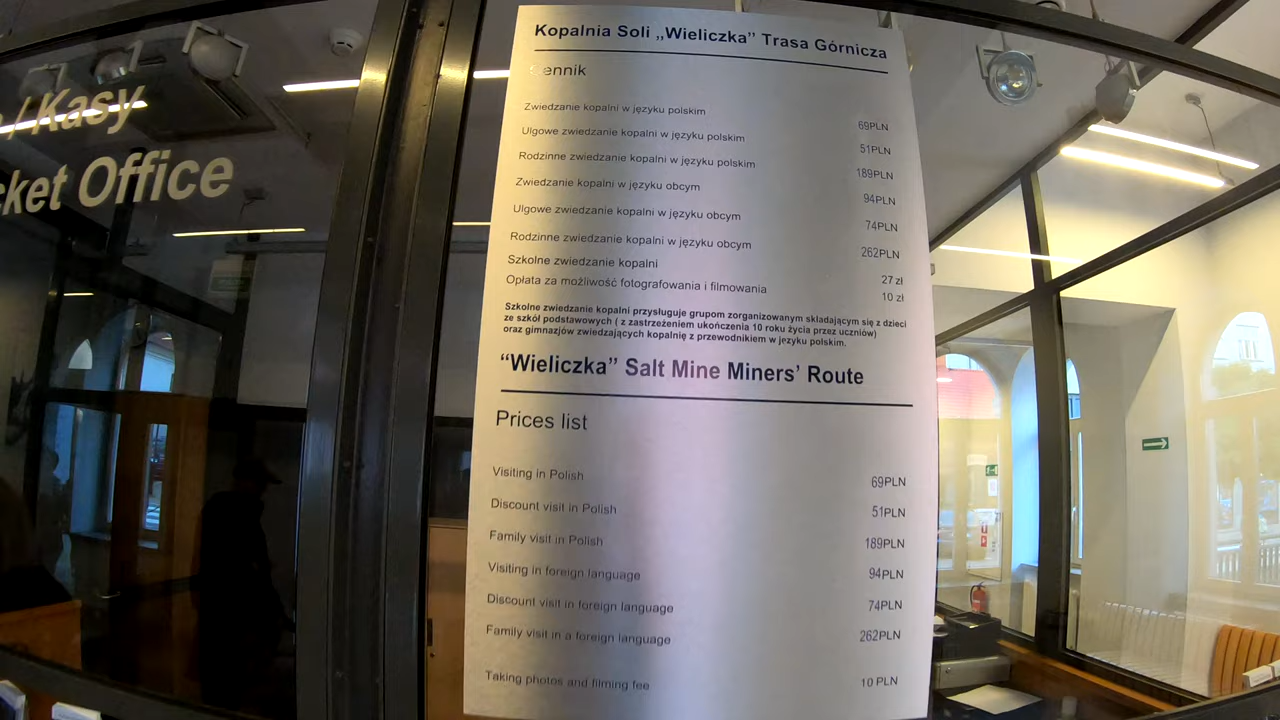 / Kasy
cket Office
Kopalnia Soli „Wieliczka” Trasa Górnicza
Cennik
Zwiedzanie kopalni w języku polskim 69PLN
Ulgowe zwiedzanie kopalni w języku polskim 51PLN
Rodzinne zwiedzanie kopalni w języku polskim 189PLN
Zwiedzanie kopalni w języku obcym 94PLN
Ulgowe zwiedzanie kopalni w języku obcym 74PLN
Rodzinne zwiedzanie kopalni w języku obcym 262PLN
Szkolne zwiedzanie kopalni 27 zł
Opłata za możliwość fotografowania i filmowania 10 zł
Szkolne zwiedzanie kopalni przysługuje grupom zorganizowanym składającym się z dzieci
ze szkół podstawowych ( z zastrzeżeniem ukończenia 10 roku życia przez uczniów)
oraz gimnazjów zwiedzających kopalnię z przewodnikiem w języku polskim.
“Wieliczka” Salt Mine Miners’ Route
Prices list
Visiting in Polish 69PLN
Discount visit in Polish 51PLN
Family visit in Polish 189PLN
Visiting in foreign language 94PLN
Discount visit in foreign language 74PLN
Family visit in a foreign language 262PLN
Taking photos and filming fee 10 PLN